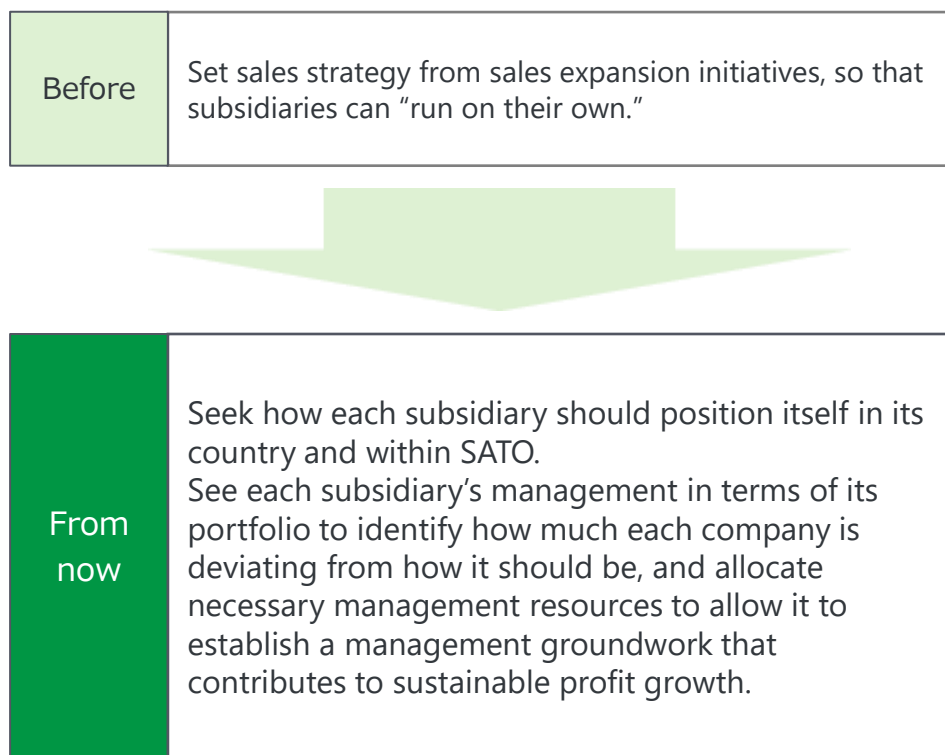 Before
Set sales strategy from sales expansion initiatives, so that
subsidiaries can “run on their own.”
From
now
Seek how each subsidiary should position itself in its
country and within SATO.
See each subsidiary’s management in terms of its
portfolio to identify how much each company is
deviating from how it should be, and allocate
necessary management resources to allow it to
establish a management groundwork that
contributes to sustainable profit growth.